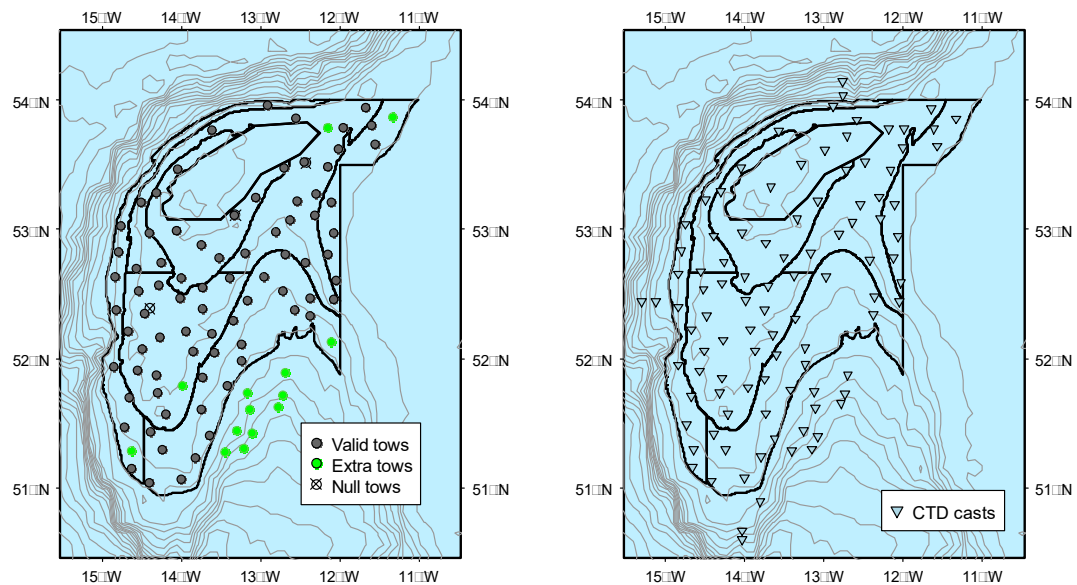 15□W 14□W 13□W 12□W 11□W
15□W 14□W 13□W 12□W 11□W
54□N 54□N
54□N 54□N
53□N 53□N
53□N 53□N
52□N 52□N
52□N 52□N
51□N 51□N
51□N 51□N
Valid tows
Extra tows
Null tows
CTD casts
15□W 14□W 13□W 12□W 11□W
15□W 14□W 13□W 12□W 11□W